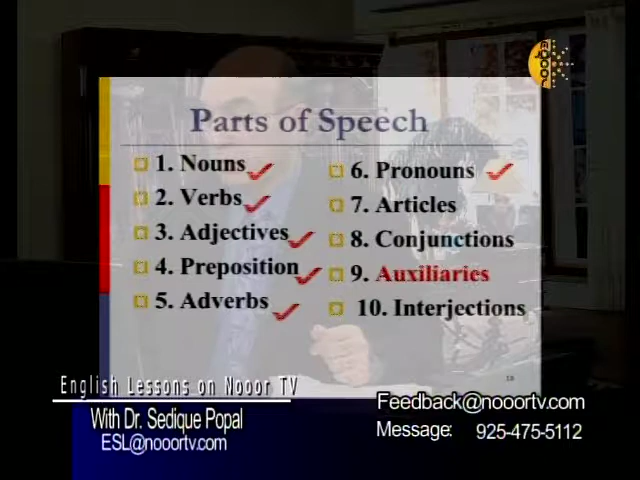 NOOOR
Parts of Speech
1. Nouns
2. Verbs
3. Adjectives
4. Preposition
5. Adverbs
6. Pronouns
7. Articles
8. Conjunctions
9. Auxiliaries
10. Interjections
English Lessons on Nooor TV
With Dr. Sedique Popal
ESL@nooortv.com
Feedback@nooortv.com
Message: 925-475-5112